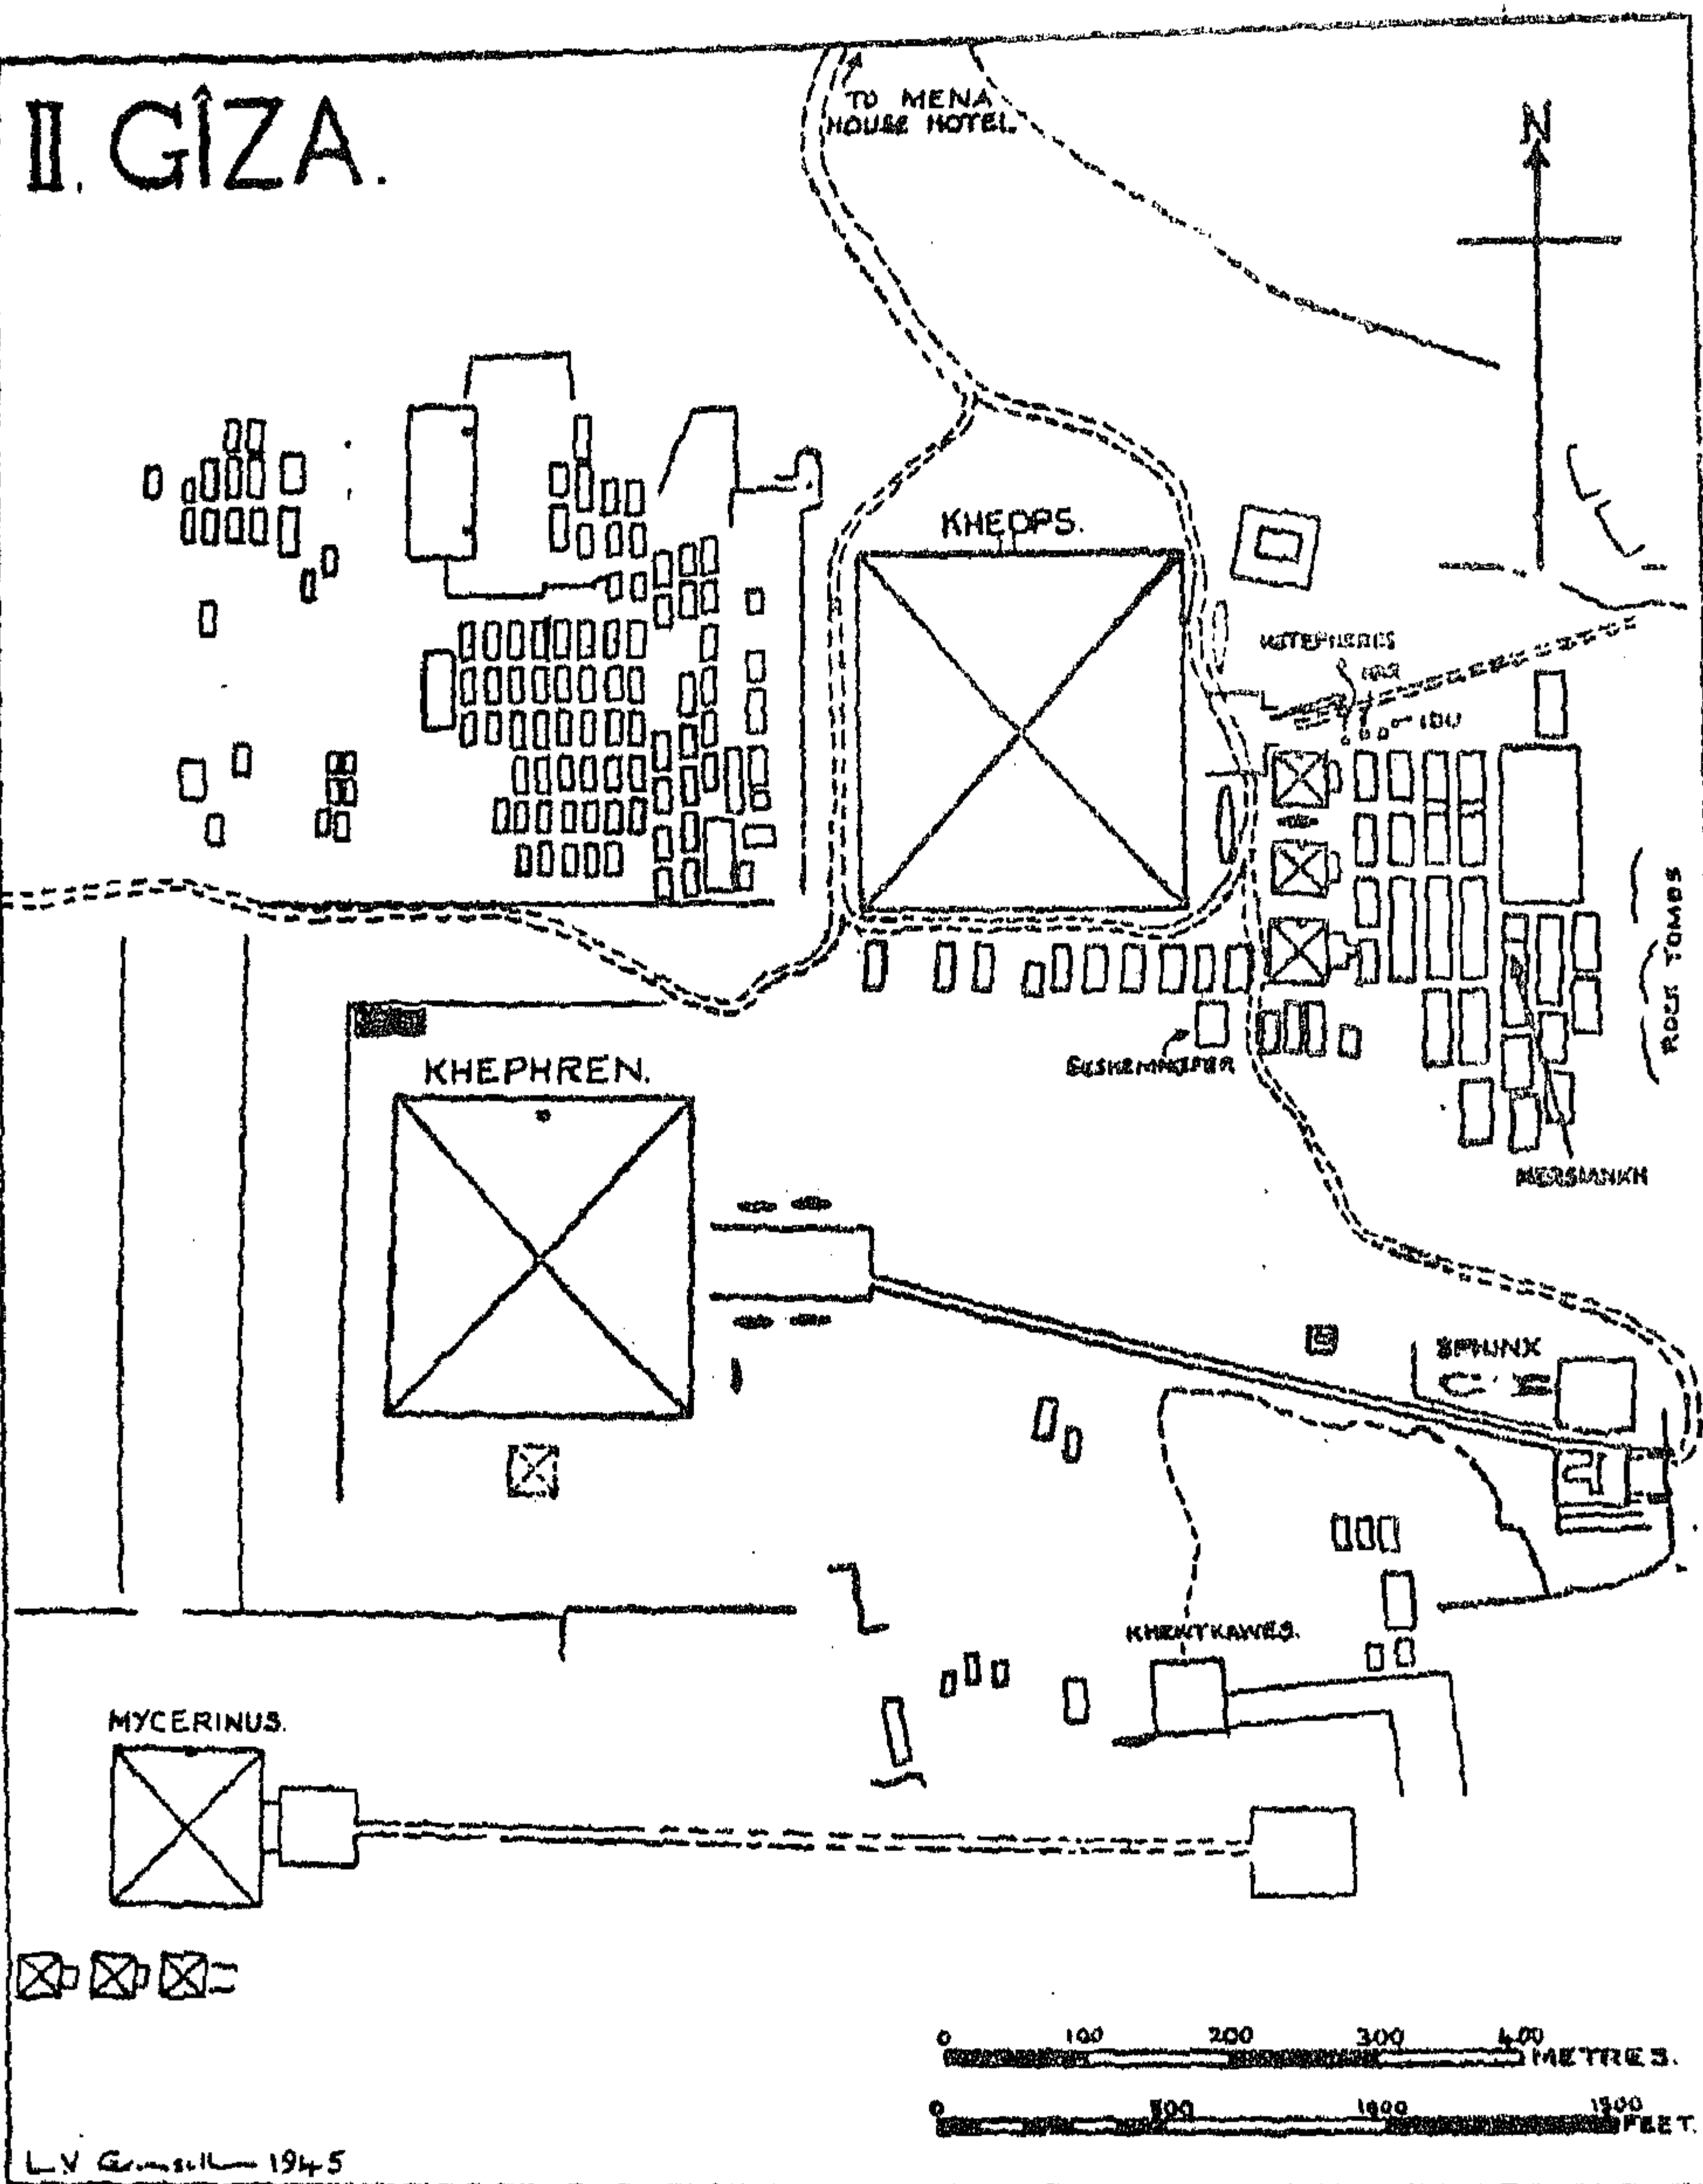 II. GÎZA.
TO MENA
HOUSE HOTEL.
N
KHEOPS.
ROCK TOMBS
KHEPHREN.
SPHINX
KHENTKAWES.
MYCERINUS.
0 100 200 300 400
METRES.
0 500 1000 1500
FEET.
1945